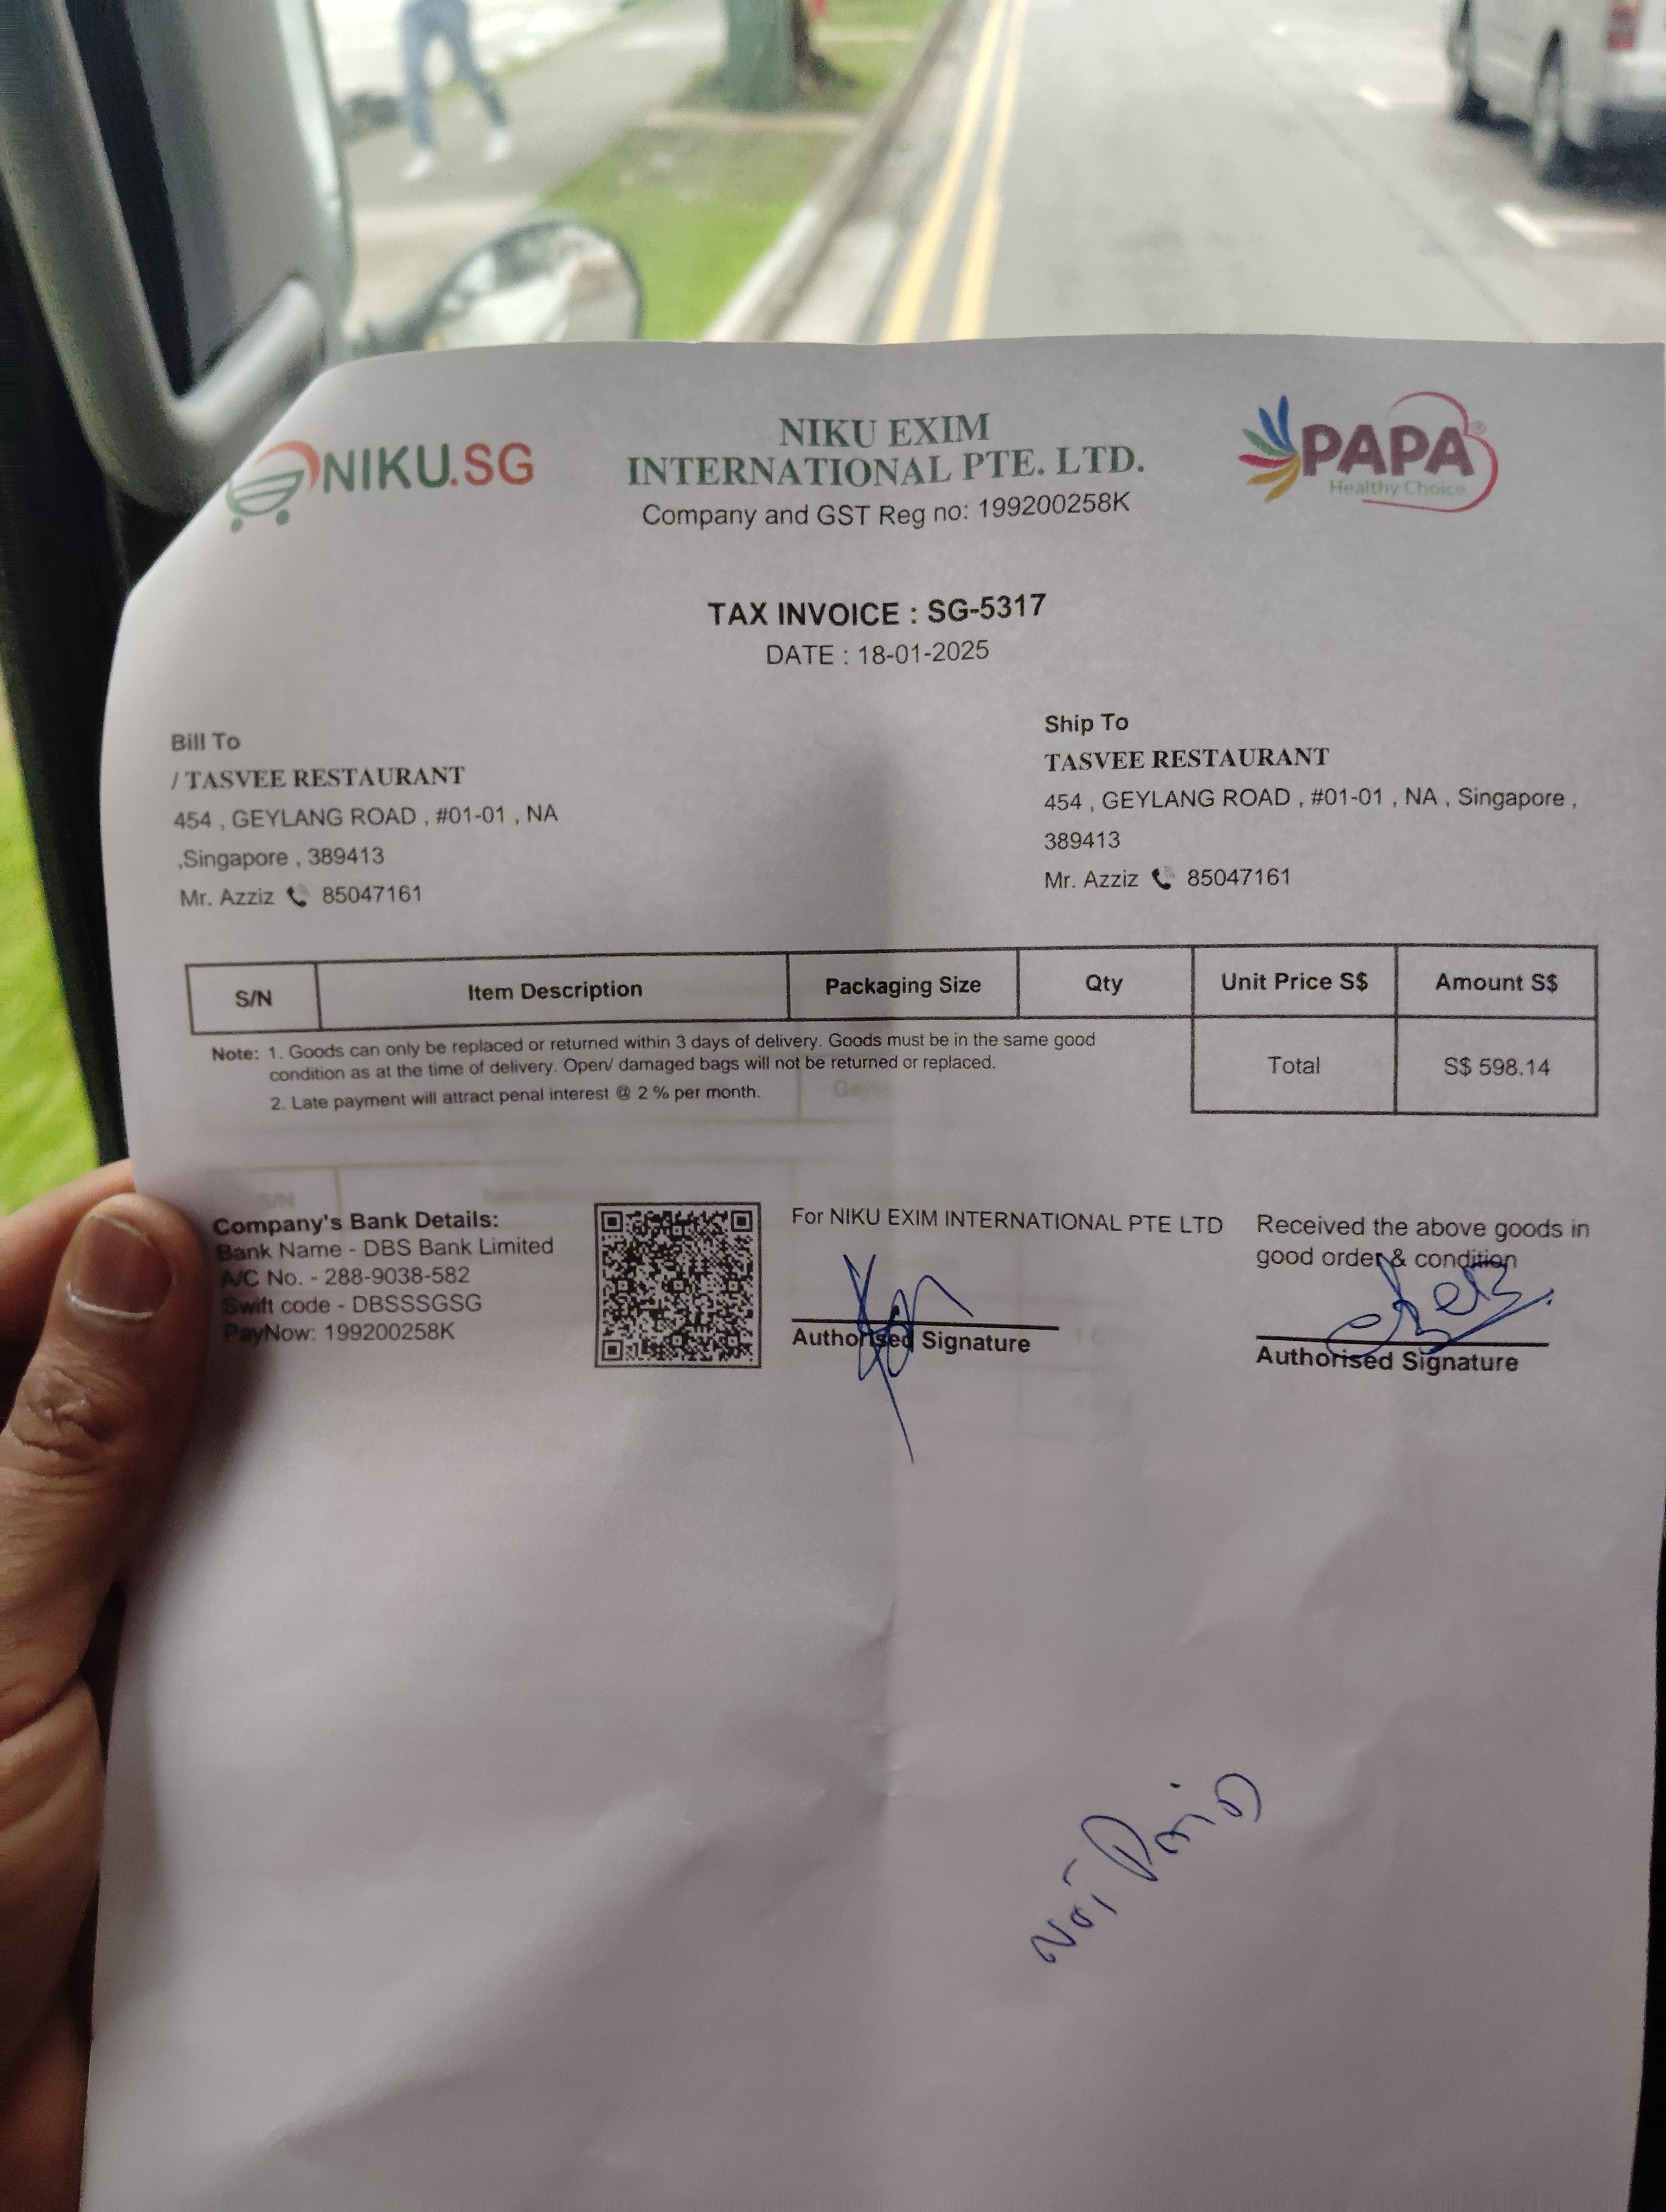 NIKU.SG
NIKU EXIM
INTERNATIONAL PTE. LTD.
Company and GST Reg no: 199200258K
PAPA®
Healthy Choice
TAX INVOICE : SG-5317
DATE : 18-01-2025
Bill To
/ TASVEE RESTAURANT
454 , GEYLANG ROAD , #01-01 , NA
,Singapore , 389413
Mr. Azziz 85047161
Ship To
TASVEE RESTAURANT
454 , GEYLANG ROAD , #01-01 , NA , Singapore ,
389413
Mr. Azziz 85047161
S/N Item Description Packaging Size Qty Unit Price S$ Amount S$
Note: 1. Goods can only be replaced or returned within 3 days of delivery. Goods must be in the same good
condition as at the time of delivery. Open/ damaged bags will not be returned or replaced.
2. Late payment will attract penal interest @ 2 % per month.
Total S$ 598.14
Company's Bank Details:
Bank Name - DBS Bank Limited
A/C No. - 288-9038-582
Swift code - DBSSSGSG
PayNow: 199200258K
For NIKU EXIM INTERNATIONAL PTE LTD
Authorised Signature
Received the above goods in
good order & condition
Authorised Signature
Not Paid